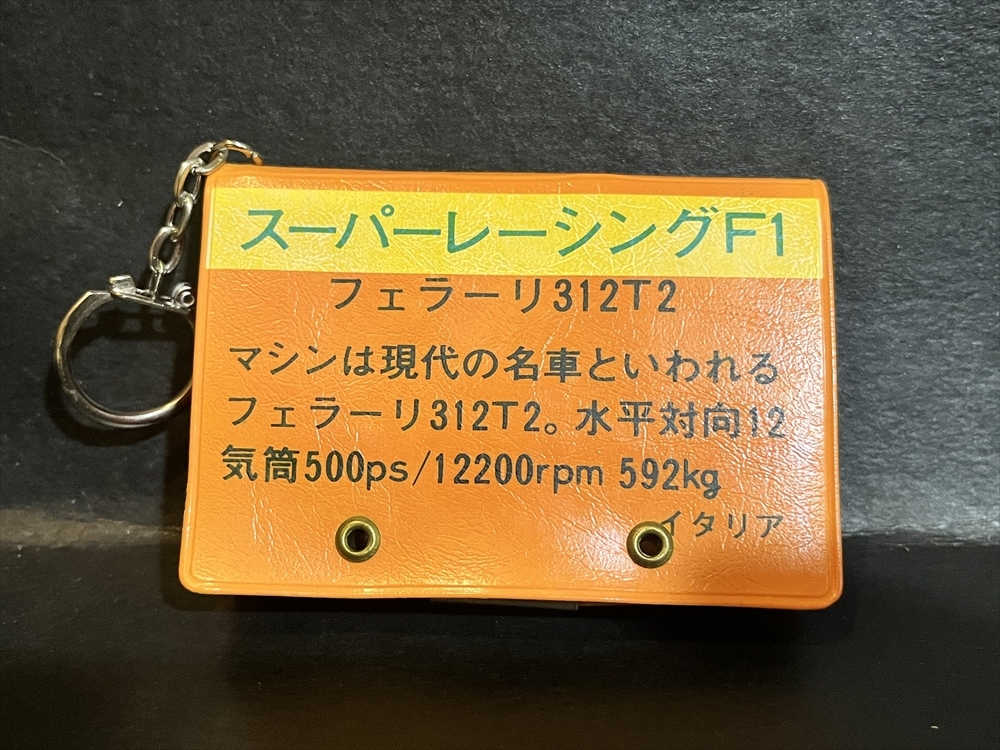 スーパーレーシングF1
フェラーリ312T2
マシンは現代の名車といわれる
フェラーリ312T2。水平対向12
気筒500ps/12200rpm 592kg
イタリア